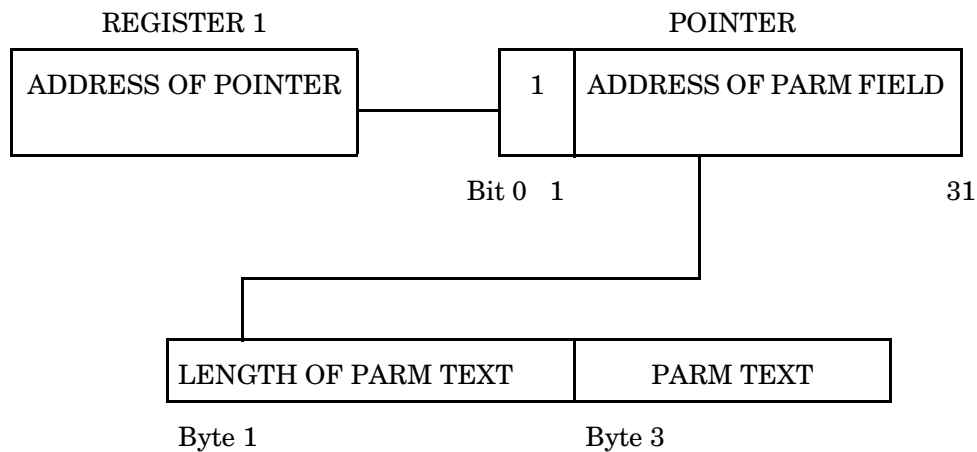 REGISTER 1
POINTER
ADDRESS OF POINTER
1
ADDRESS OF PARM FIELD
Bit 0 1
31
LENGTH OF PARM TEXT
PARM TEXT
Byte 1
Byte 3